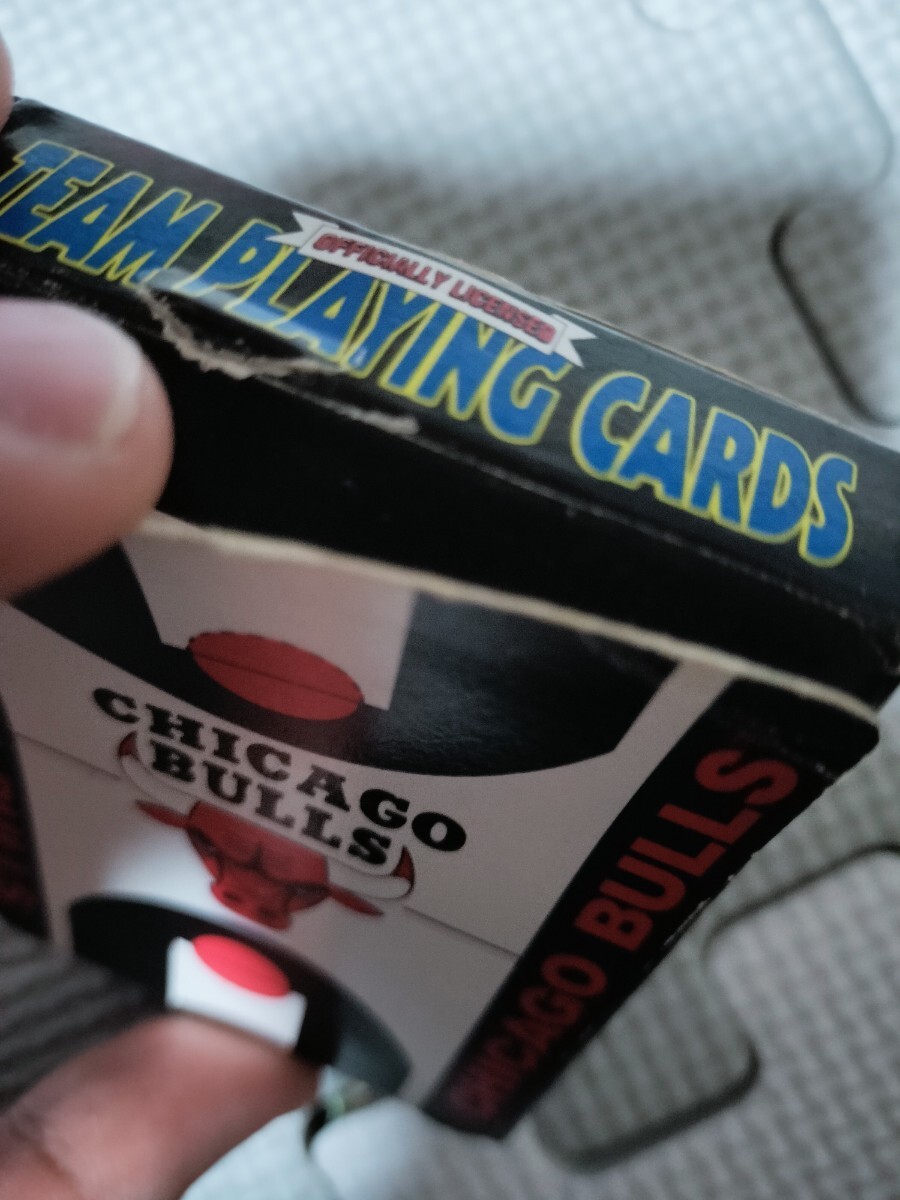 OFFICIALLY LICENSED
TEAM PLAYING CARDS
CHICAGO
BULLS
CHICAGO BULLS